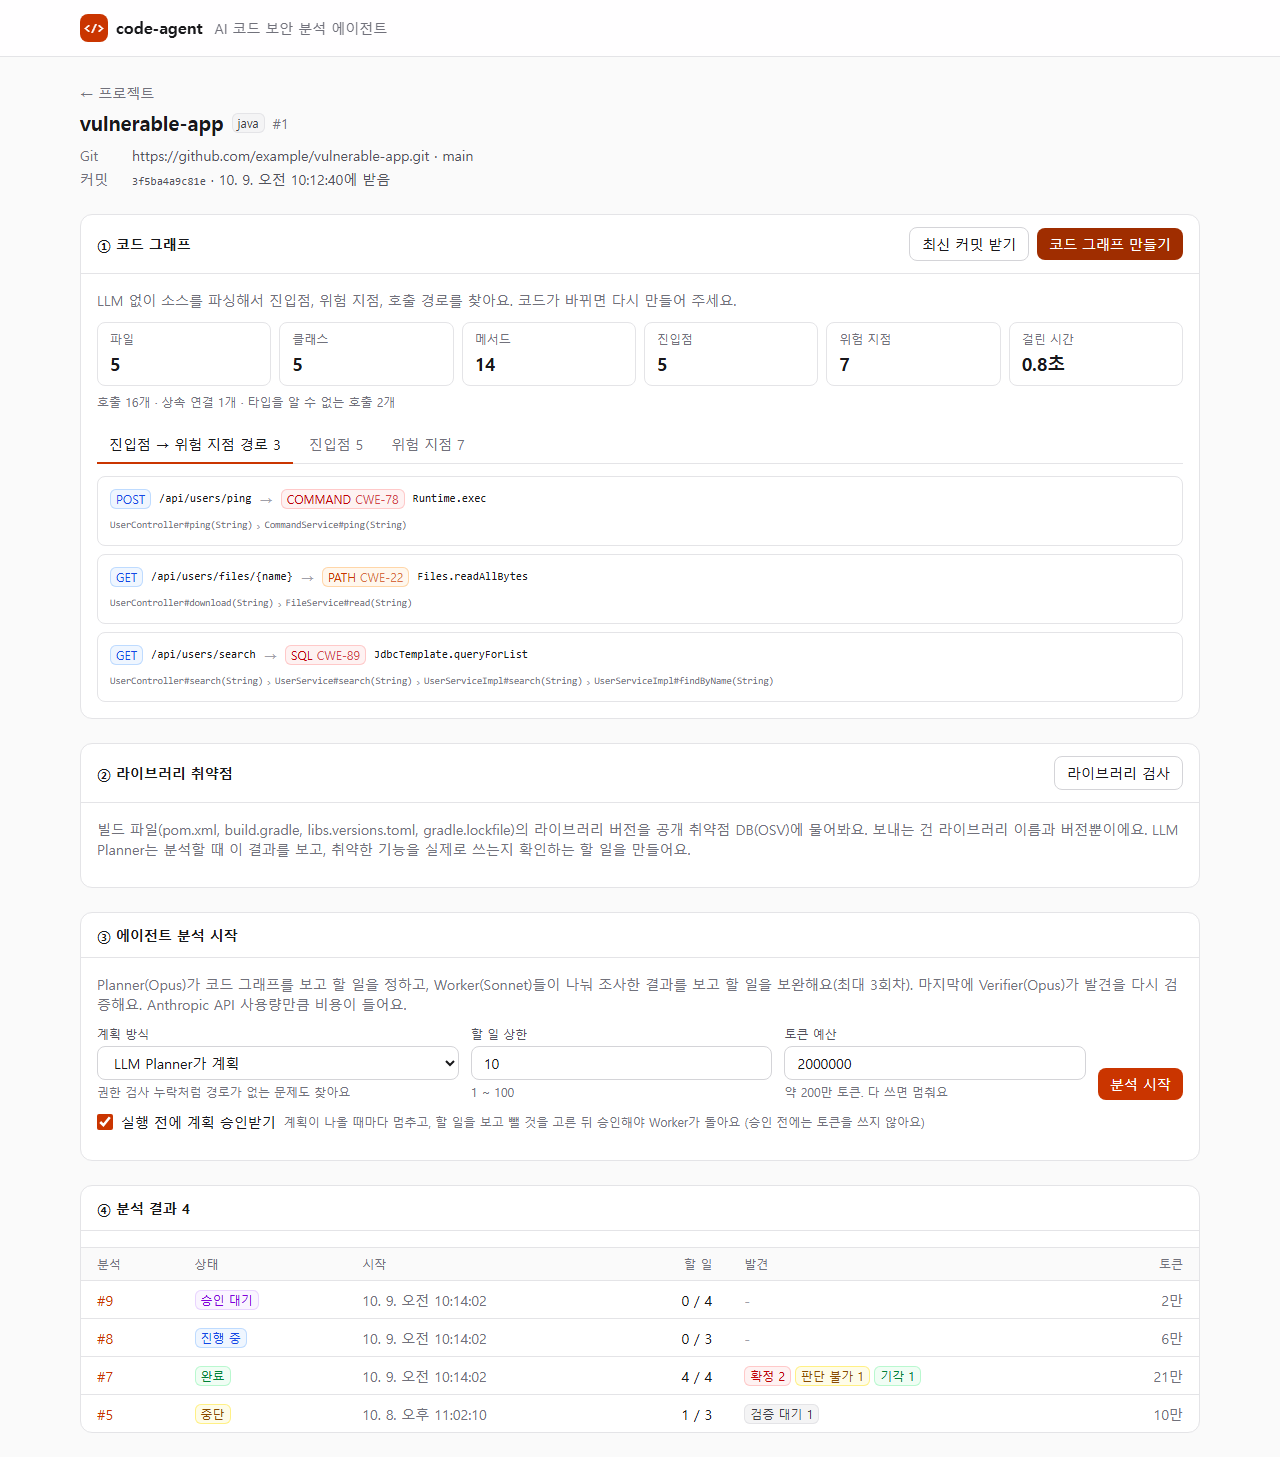 </> code-agent AI 코드 보안 분석 에이전트
← 프로젝트
vulnerable-app java #1
Git https://github.com/example/vulnerable-app.git · main
커밋 3f5ba4a9c81e · 10. 9. 오전 10:12:40에 받음
① 코드 그래프 최신 커밋 받기 코드 그래프 만들기
LLM 없이 소스를 파싱해서 진입점, 위험 지점, 호출 경로를 찾아요. 코드가 바뀌면 다시 만들어 주세요.
파일 클래스 메서드 진입점 위험 지점 걸린 시간
5 5 14 5 7 0.8초
호출 16개 · 상속 연결 1개 · 타입을 알 수 없는 호출 2개
진입점 → 위험 지점 경로 3 진입점 5 위험 지점 7
POST /api/users/ping → COMMAND CWE-78 Runtime.exec
UserController#ping(String) › CommandService#ping(String)
GET /api/users/files/{name} → PATH CWE-22 Files.readAllBytes
UserController#download(String) › FileService#read(String)
GET /api/users/search → SQL CWE-89 JdbcTemplate.queryForList
UserController#search(String) › UserService#search(String) › UserServiceImpl#search(String) › UserServiceImpl#findByName(String)
② 라이브러리 취약점 라이브러리 검사
빌드 파일(pom.xml, build.gradle, libs.versions.toml, gradle.lockfile)의 라이브러리 버전을 공개 취약점 DB(OSV)에 물어봐요. 보내는 건 라이브러리 이름과 버전뿐이에요. LLM
Planner는 분석할 때 이 결과를 보고, 취약한 기능을 실제로 쓰는지 확인하는 할 일을 만들어요.
③ 에이전트 분석 시작
Planner(Opus)가 코드 그래프를 보고 할 일을 정하고, Worker(Sonnet)들이 나눠 조사한 결과를 보고 할 일을 보완해요(최대 3회차). 마지막에 Verifier(Opus)가 발견을 다시 검
증해요. Anthropic API 사용량만큼 비용이 들어요.
계획 방식 할 일 상한 토큰 예산
LLM Planner가 계획 10 2000000 분석 시작
권한 검사 누락처럼 경로가 없는 문제도 찾아요 1 ~ 100 약 200만 토큰. 다 쓰면 멈춰요
실행 전에 계획 승인받기 계획이 나올 때마다 멈추고, 할 일을 보고 뺄 것을 고른 뒤 승인해야 Worker가 돌아요 (승인 전에는 토큰을 쓰지 않아요)
④ 분석 결과 4
분석 상태 시작 할 일 발견 토큰
#9 승인 대기 10. 9. 오전 10:14:02 0 / 4 - 2만
#8 진행 중 10. 9. 오전 10:14:02 0 / 3 - 6만
#7 완료 10. 9. 오전 10:14:02 4 / 4 확정 2 판단 불가 1 기각 1 21만
#5 중단 10. 8. 오후 11:02:10 1 / 3 검증 대기 1 10만